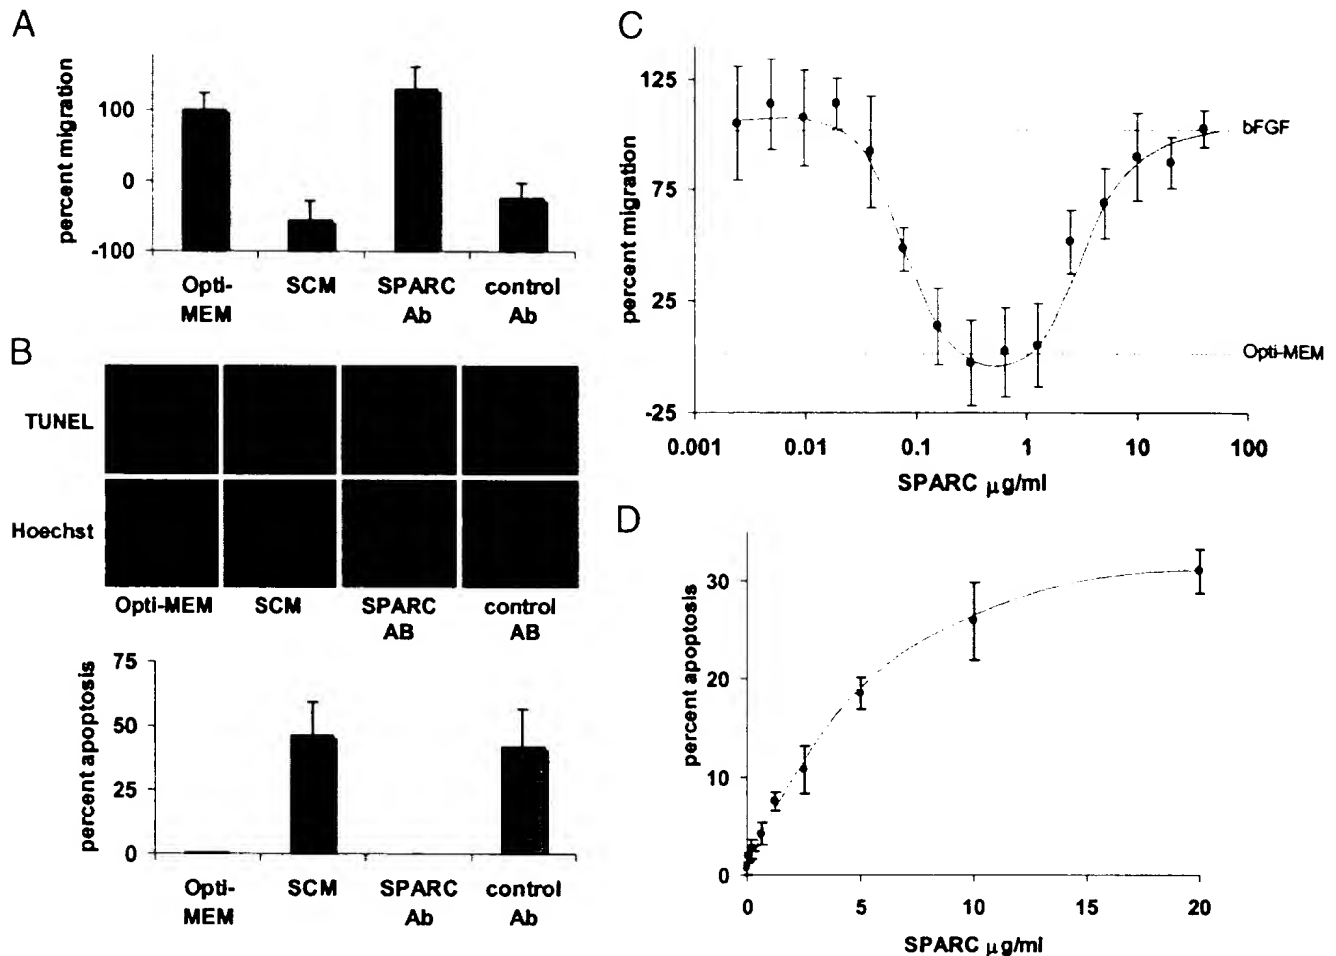 A
percent migration
100
0
-100
Opti-
MEM
SCM
SPARC
Ab
control
Ab
B
TUNEL
Hoechst
Opti-MEM
SCM
SPARC
AB
control
AB
percent apoptosis
75
50
25
0
Opti-
MEM
SCM
SPARC
Ab
control
Ab
C
percent migration
125
75
25
-25
bFGF
Opti-MEM
0.001
0.01
0.1
1
10
100
SPARC μg/ml
D
percent apoptosis
30
20
10
0
0
5
10
15
20
SPARC μg/ml